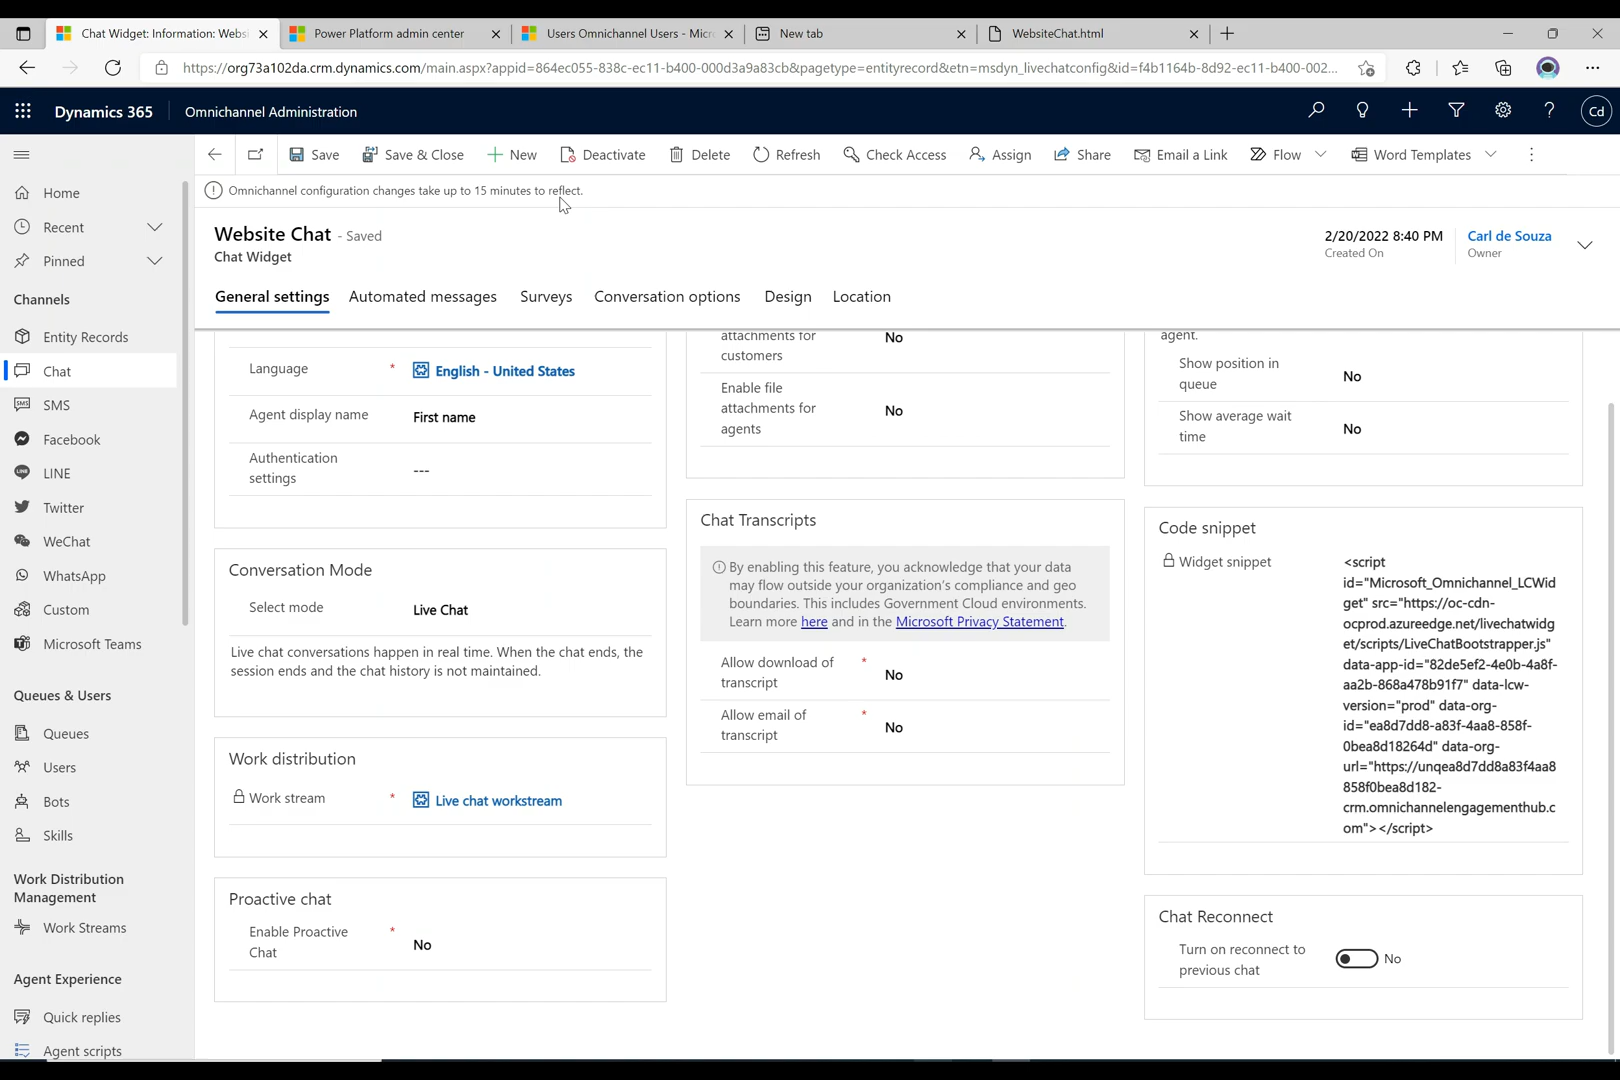 Chat Widget: Information: Webs
Power Platform admin center
Users Omnichannel Users - Micr
New tab
WebsiteChat.html
https://org73a102da.crm.dynamics.com/main.aspx?appid=864ec055-838c-ec11-b400-000d3a9a83cb&pagetype=entityrecord&etn=msdyn_livechatconfig&id=f4b1164b-8d92-ec11-b400-002...
Dynamics 365
Omnichannel Administration
Cd
Save
Save & Close
New
Deactivate
Delete
Refresh
Check Access
Assign
Share
Email a Link
Flow
Word Templates
Omnichannel configuration changes take up to 15 minutes to reflect.
Website Chat - Saved
Chat Widget
2/20/2022 8:40 PM
Created On
Carl de Souza
Owner
General settings
Automated messages
Surveys
Conversation options
Design
Location
Home
Recent
Pinned
Channels
Entity Records
Chat
SMS
Facebook
LINE
Twitter
WeChat
WhatsApp
Custom
Microsoft Teams
Queues & Users
Queues
Users
Bots
Skills
Work Distribution
Management
Work Streams
Agent Experience
Quick replies
Agent scripts
Language * English - United States
Agent display name First name
Authentication
settings ---
Conversation Mode
Select mode Live Chat
Live chat conversations happen in real time. When the chat ends, the
session ends and the chat history is not maintained.
Work distribution
Work stream * Live chat workstream
Proactive chat
Enable Proactive
Chat * No
attachments for
customers No
Enable file
attachments for
agents No
Chat Transcripts
By enabling this feature, you acknowledge that your data
may flow outside your organization's compliance and geo
boundaries. This includes Government Cloud environments.
Learn more here and in the Microsoft Privacy Statement.
Allow download of
transcript * No
Allow email of
transcript * No
agent.
Show position in
queue No
Show average wait
time No
Code snippet
Widget snippet
<script
id="Microsoft_Omnichannel_LCWid
get" src="https://oc-cdn-
ocprod.azureedge.net/livechatwidg
et/scripts/LiveChatBootstrapper.js"
data-app-id="82de5ef2-4e0b-4a8f-
aa2b-868a478b91f7" data-lcw-
version="prod" data-org-
id="ea8d7dd8-a83f-4aa8-858f-
0bea8d18264d" data-org-
url="https://unqea8d7dd8a83f4aa8
858f0bea8d182-
crm.omnichannelengagementhub.c
om"></script>
Chat Reconnect
Turn on reconnect to
previous chat No